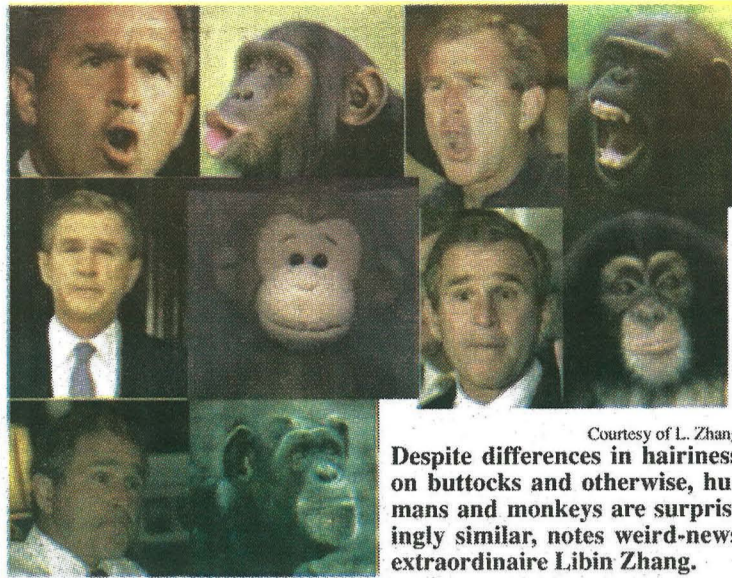 Courtesy of L. Zhang
Despite differences in hairiness
on buttocks and otherwise, hu-
mans and monkeys are surpris-
ingly similar, notes weird-news
extraordinaire Libin Zhang.